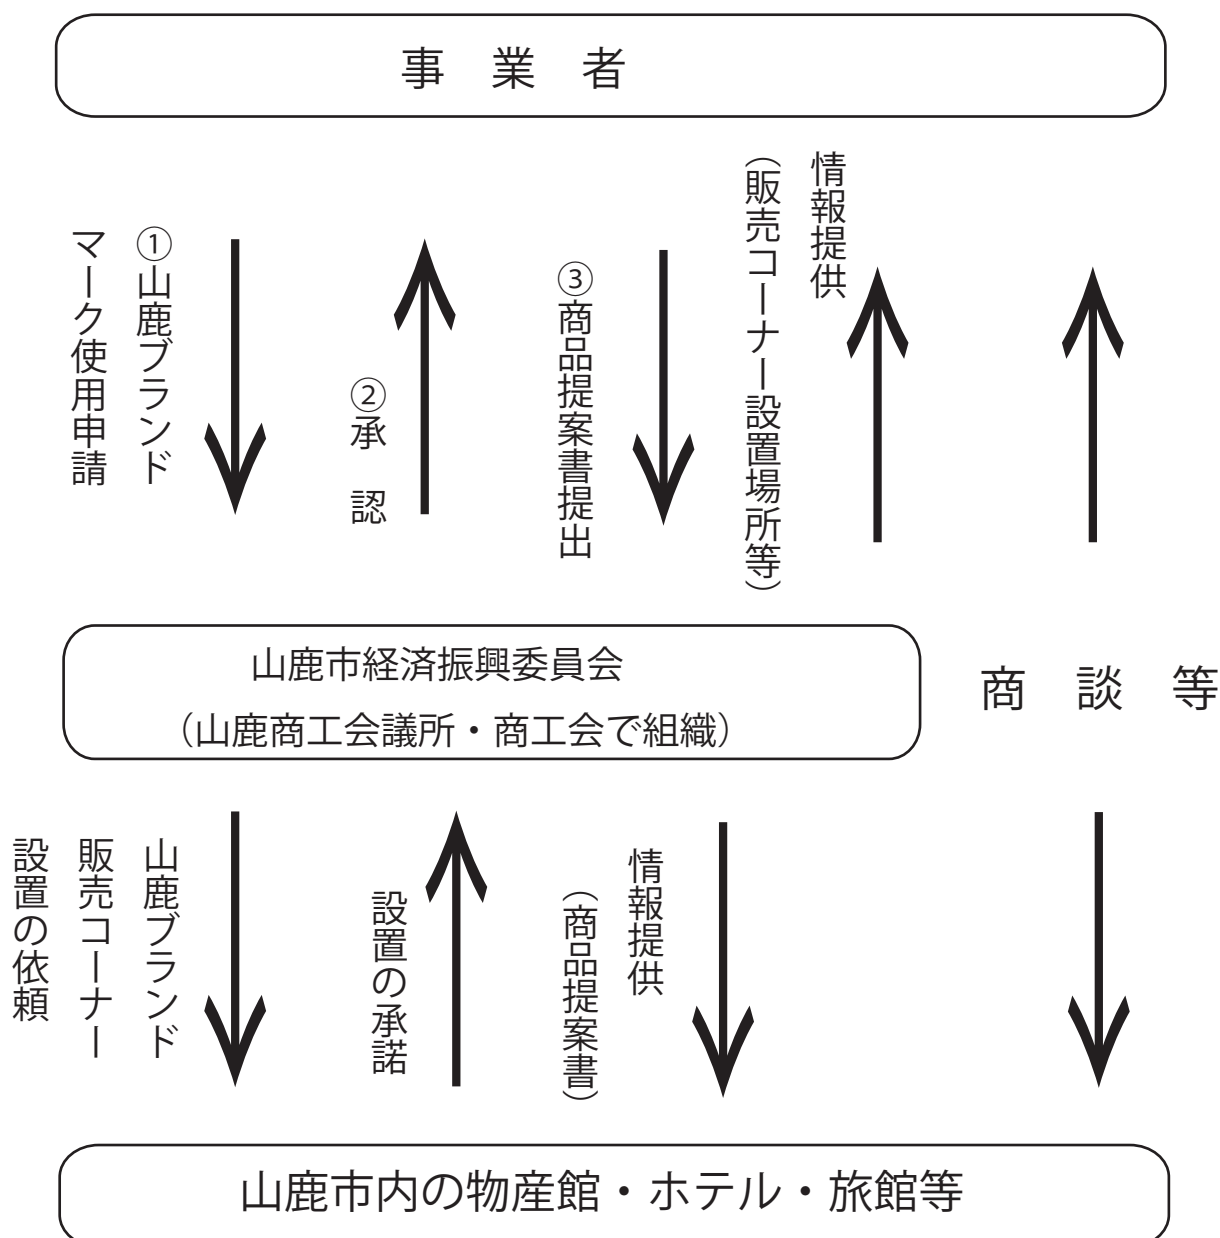 事　業　者
①山鹿ブランド
マーク使用申請
②承　認
③商品提案書提出
情報提供
（販売コーナー設置場所等）
山鹿市経済振興委員会
（山鹿商工会議所・商工会で組織）
商　談　等
山鹿ブランド
販売コーナー
設置の依頼
設置の承諾
情報提供
（商品提案書）
山鹿市内の物産館・ホテル・旅館等